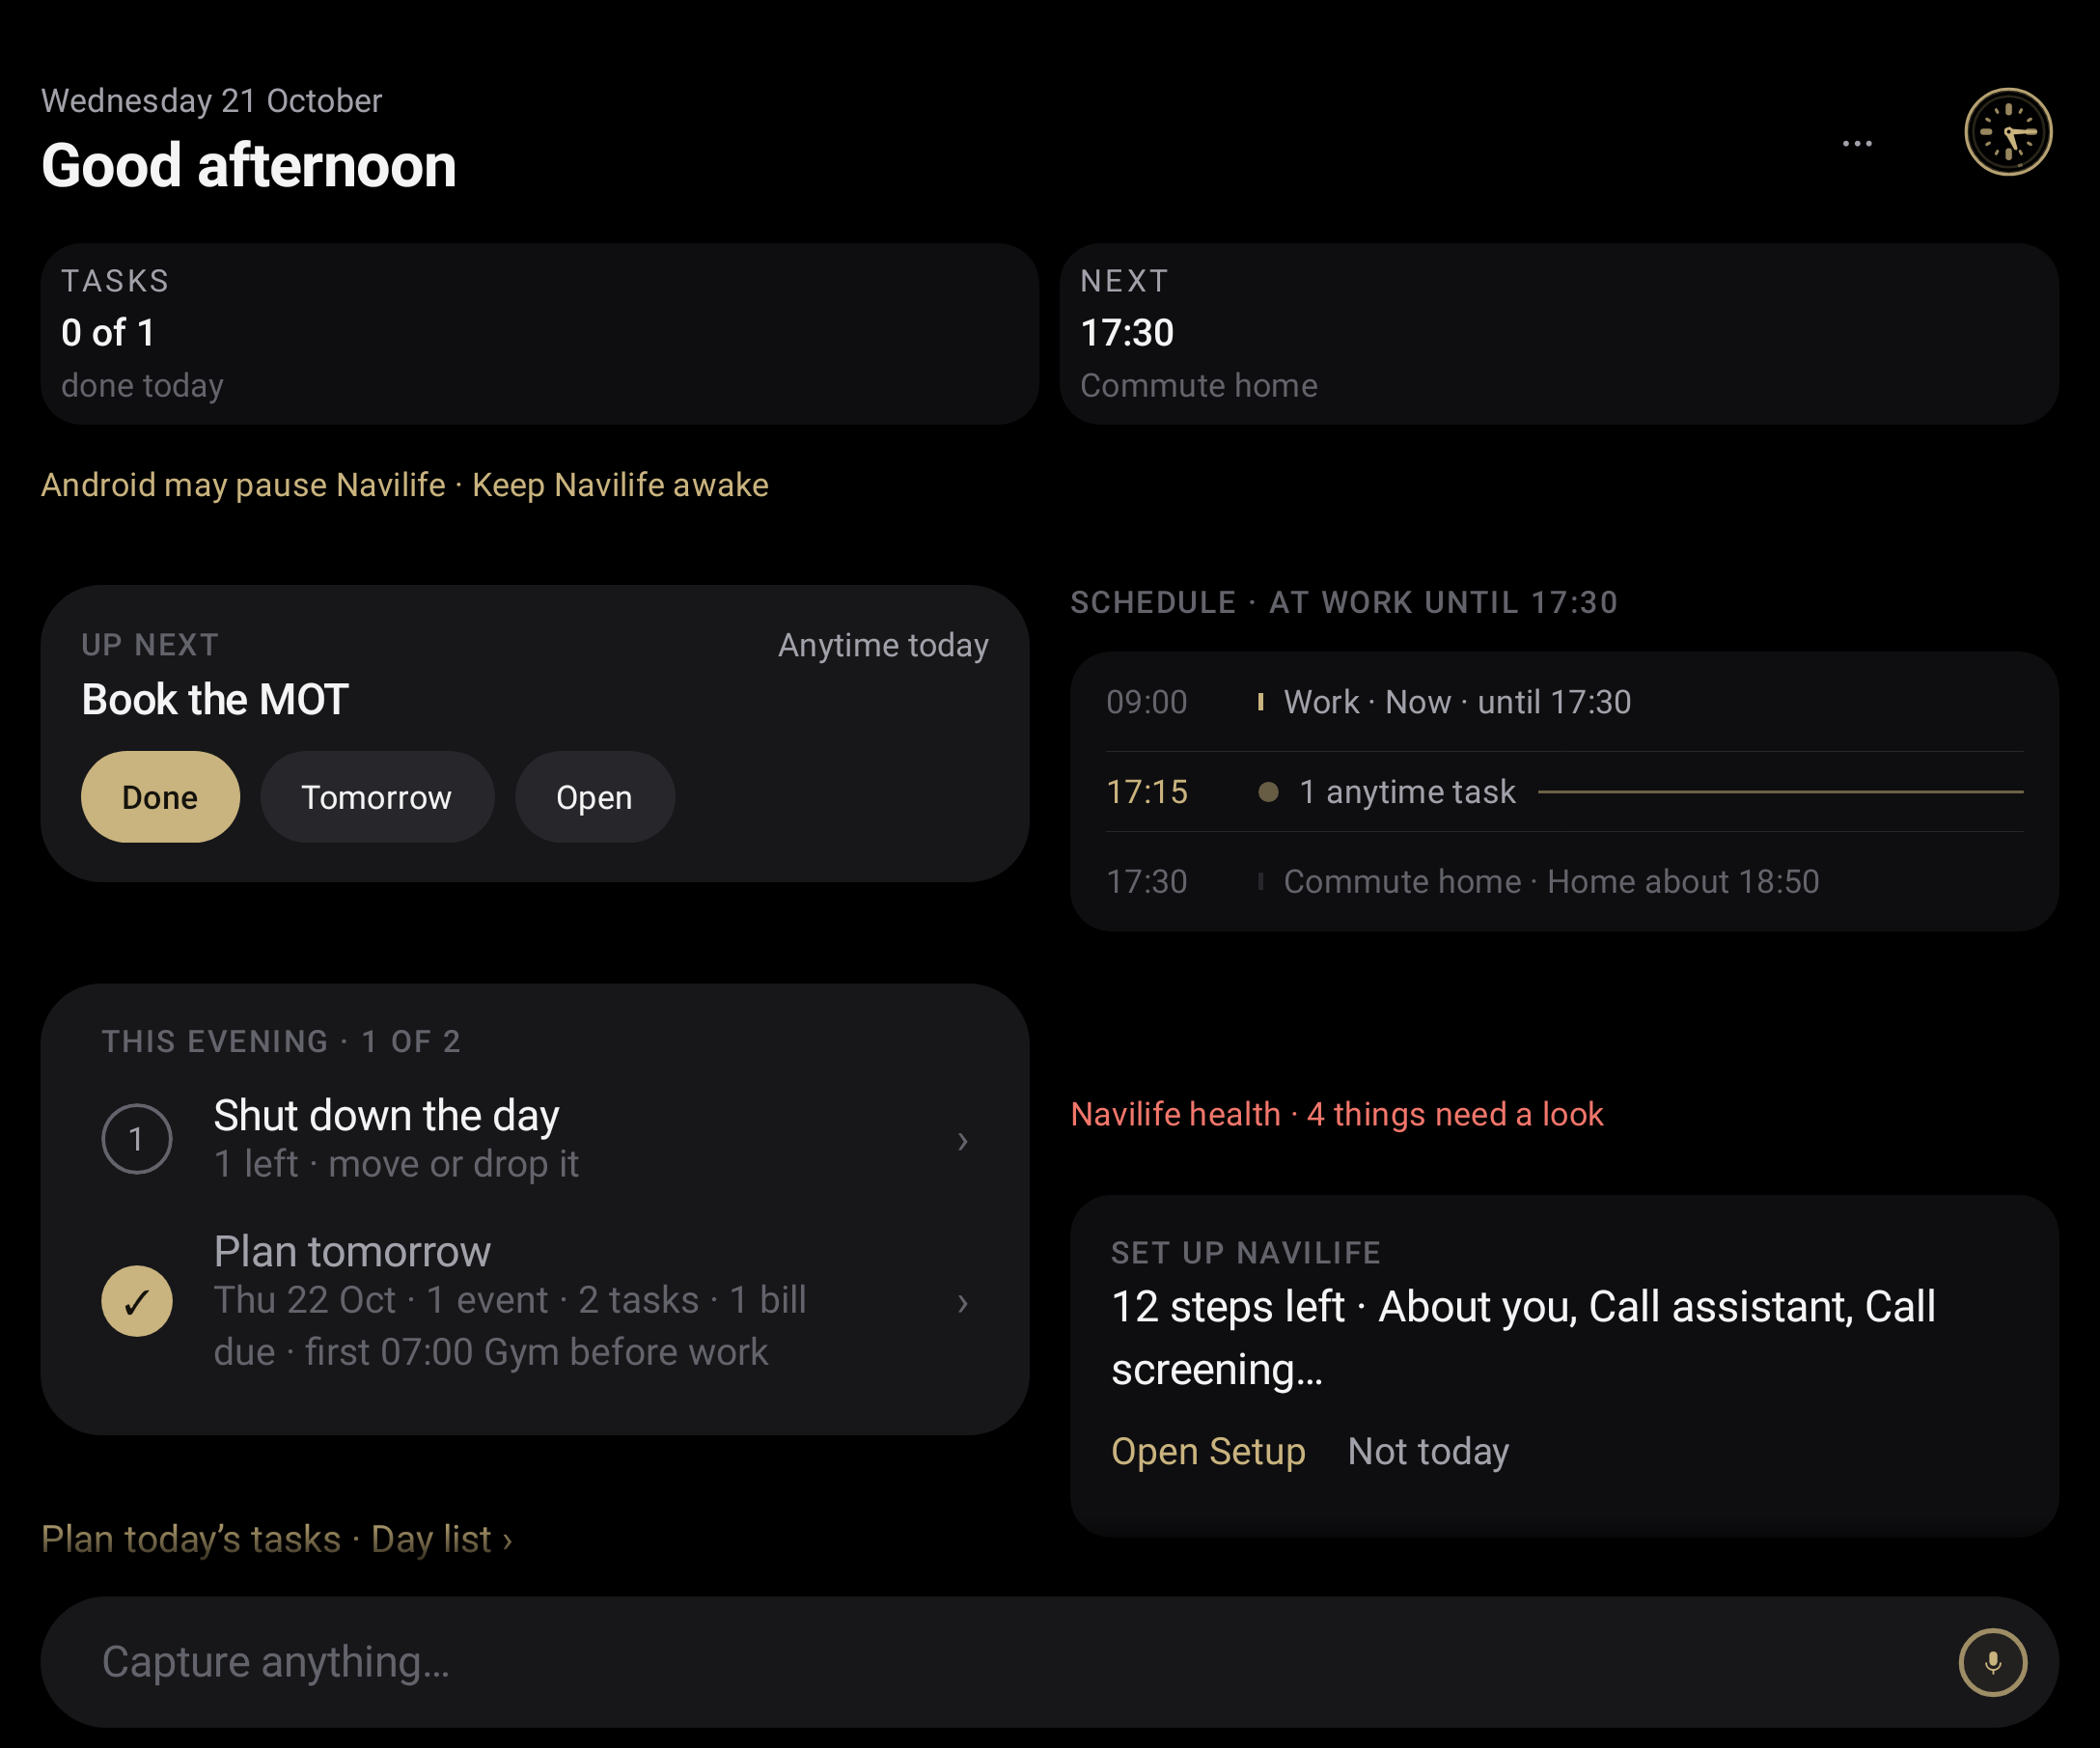 Wednesday 21 October
Good afternoon
...
TASKS
0 of 1
done today
NEXT
17:30
Commute home
Android may pause Navilife · Keep Navilife awake
UP NEXT
Anytime today
Book the MOT
Done
Tomorrow
Open
THIS EVENING · 1 OF 2
1
Shut down the day
1 left · move or drop it
›
✓
Plan tomorrow
Thu 22 Oct · 1 event · 2 tasks · 1 bill
due · first 07:00 Gym before work
›
Plan today’s tasks · Day list ›
SCHEDULE · AT WORK UNTIL 17:30
09:00 Work · Now · until 17:30
17:15 1 anytime task
17:30 Commute home · Home about 18:50
Navilife health · 4 things need a look
SET UP NAVILIFE
12 steps left · About you, Call assistant, Call
screening…
Open Setup
Not today
Capture anything…